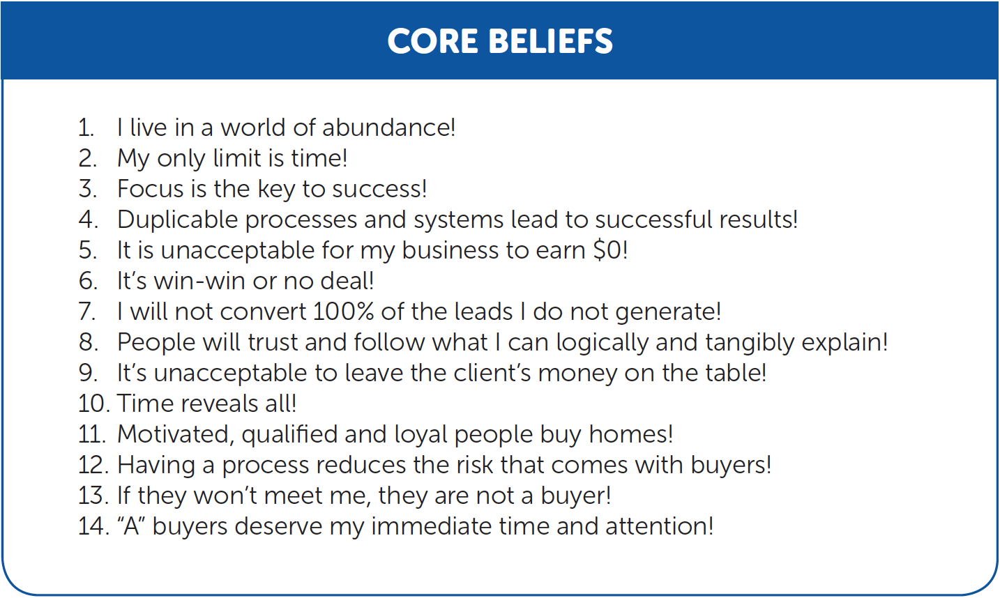 CORE BELIEFS
1. I live in a world of abundance!
2. My only limit is time!
3. Focus is the key to success!
4. Duplicable processes and systems lead to successful results!
5. It is unacceptable for my business to earn $0!
6. It’s win-win or no deal!
7. I will not convert 100% of the leads I do not generate!
8. People will trust and follow what I can logically and tangibly explain!
9. It’s unacceptable to leave the client’s money on the table!
10. Time reveals all!
11. Motivated, qualified and loyal people buy homes!
12. Having a process reduces the risk that comes with buyers!
13. If they won’t meet me, they are not a buyer!
14. “A” buyers deserve my immediate time and attention!